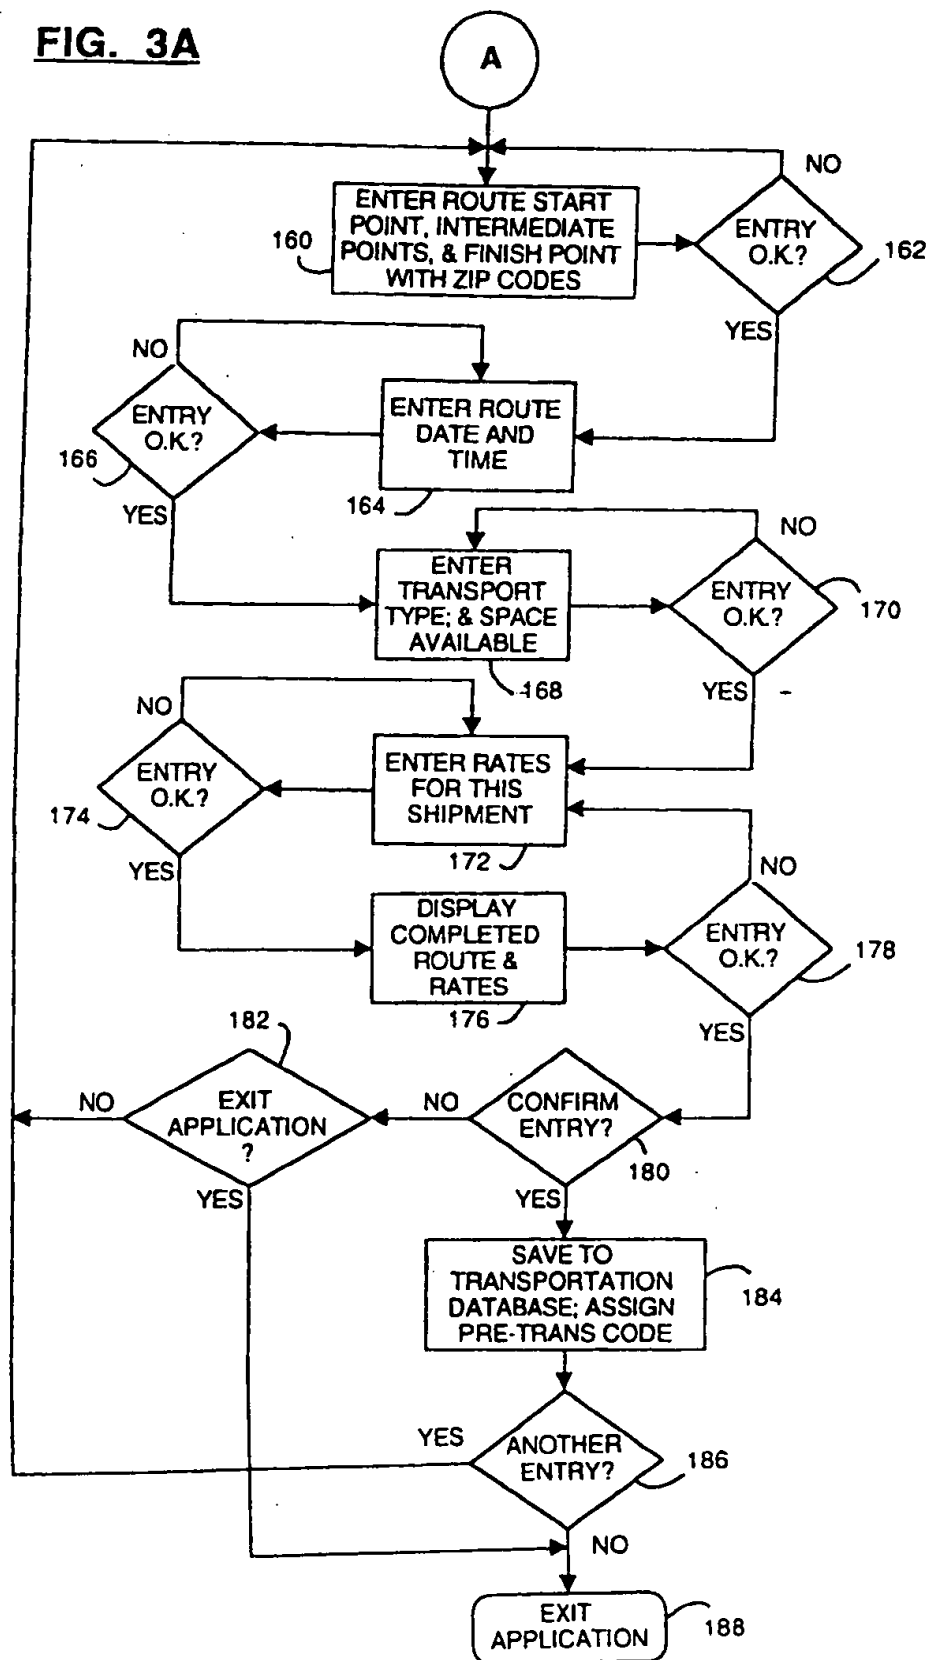 FIG. 3A
A
NO
ENTER ROUTE START
POINT, INTERMEDIATE
POINTS, & FINISH POINT
WITH ZIP CODES
160
ENTRY
O.K.?
162
YES
NO
ENTRY
O.K.?
166
YES
ENTER ROUTE
DATE AND
TIME
164
NO
ENTER
TRANSPORT
TYPE; & SPACE
AVAILABLE
168
ENTRY
O.K.?
170
YES
NO
ENTRY
O.K.?
174
YES
ENTER RATES
FOR THIS
SHIPMENT
172
NO
DISPLAY
COMPLETED
ROUTE &
RATES
176
ENTRY
O.K.?
178
YES
182
NO
EXIT
APPLICATION
?
YES
NO
CONFIRM
ENTRY?
180
YES
SAVE TO
TRANSPORTATION
DATABASE; ASSIGN
PRE-TRANS CODE
184
YES
ANOTHER
ENTRY?
186
NO
EXIT
APPLICATION
188